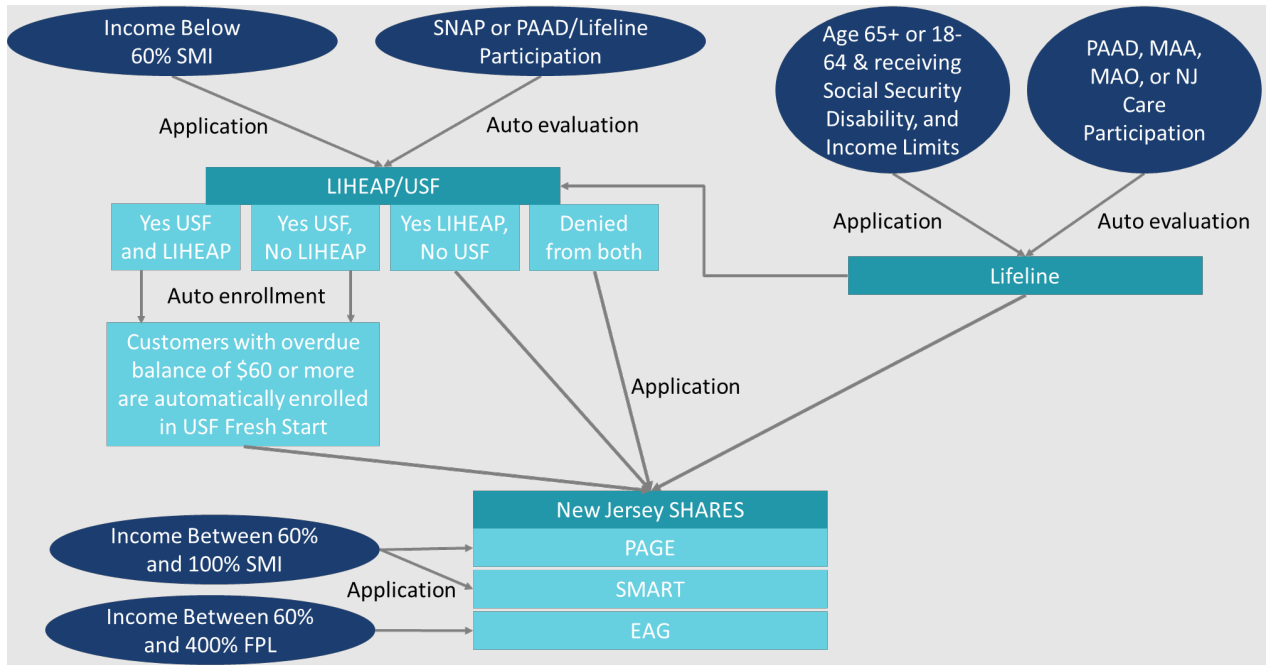 Income Below
60% SMI
SNAP or PAAD/Lifeline
Participation
Age 65+ or 18-
64 & receiving
Social Security
Disability, and
Income Limits
PAAD, MAA,
MAO, or NJ
Care
Participation
Application
Auto evaluation
LIHEAP/USF
Yes USF
and LIHEAP
Yes USF,
No LIHEAP
Yes LIHEAP,
No USF
Denied
from both
Application
Auto evaluation
Lifeline
Auto enrollment
Customers with overdue
balance of $60 or more
are automatically enrolled
in USF Fresh Start
Application
New Jersey SHARES
PAGE
SMART
EAG
Income Between 60%
and 100% SMI
Application
Income Between 60%
and 400% FPL